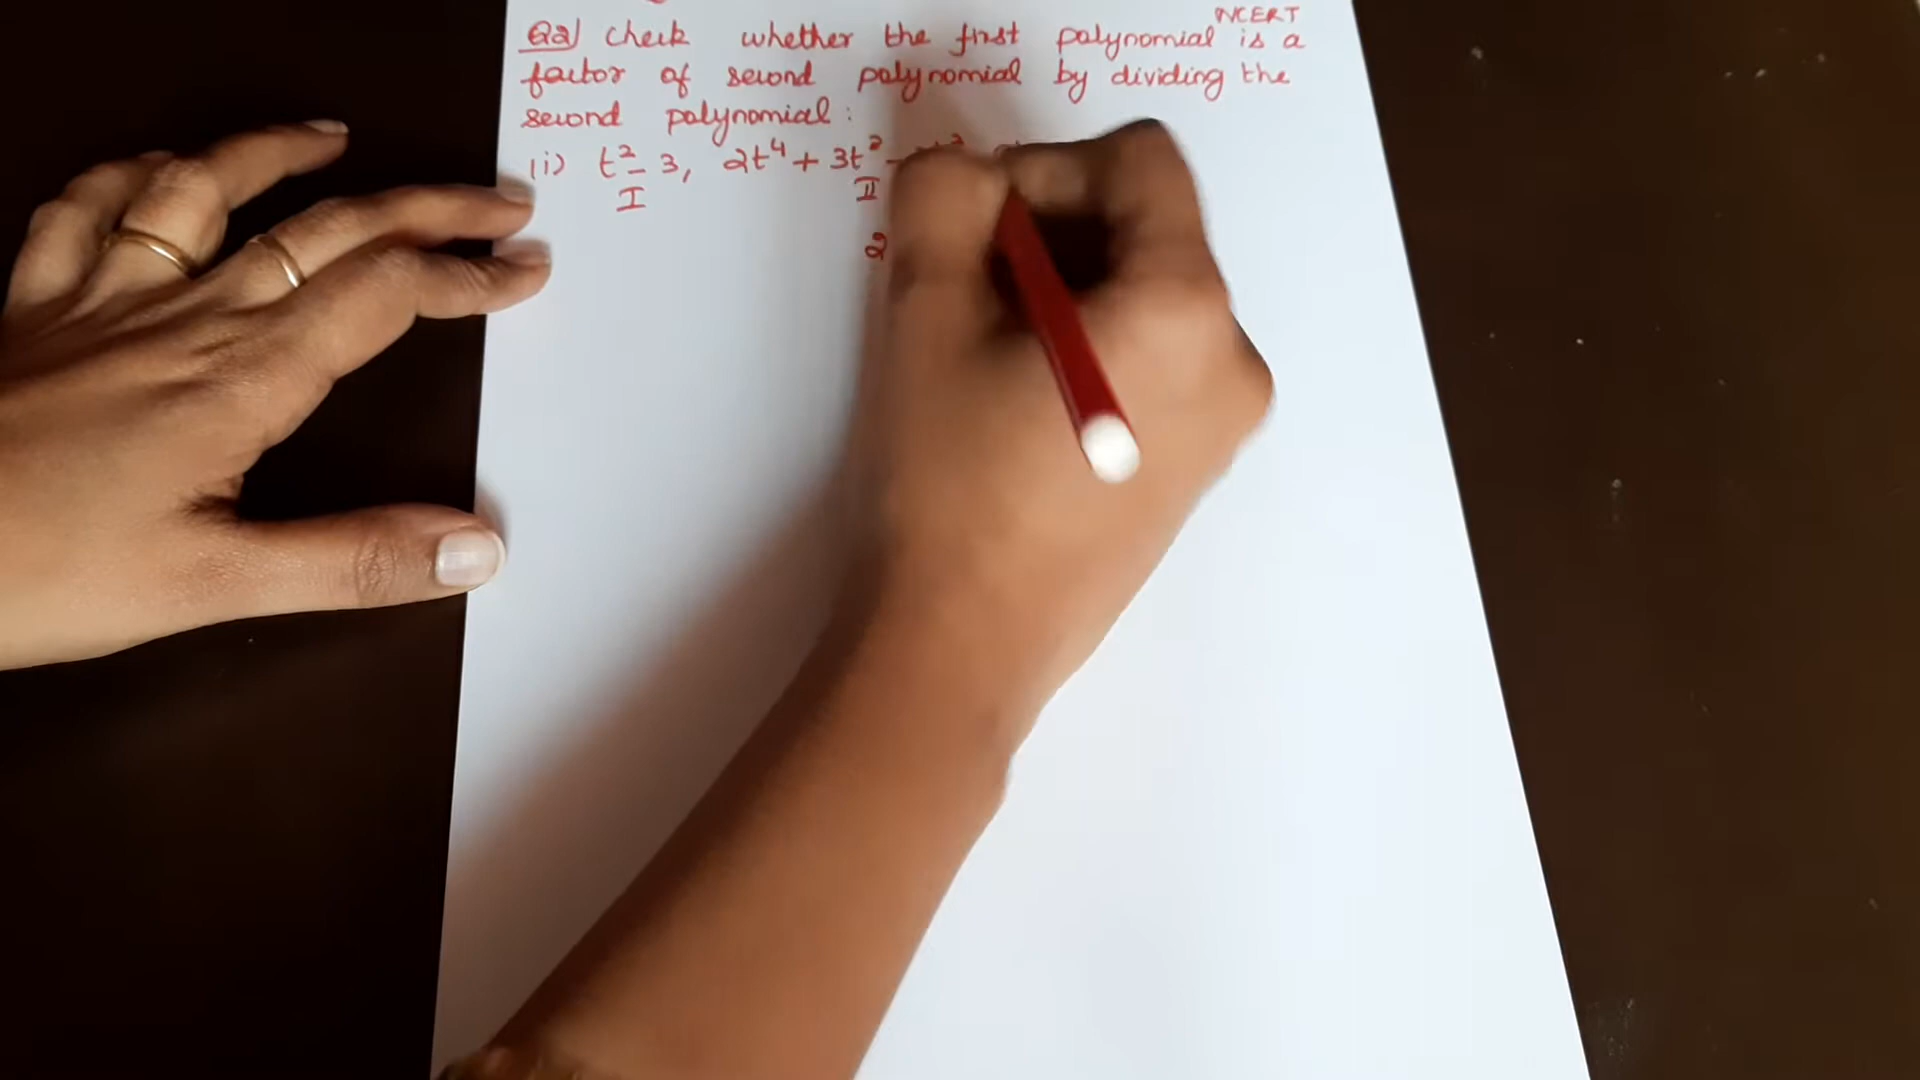 NCERT
Q2) check whether the first polynomial is a
factor of second polynomial by dividing the
second polynomial :
(i) t² - 3, 2t⁴ + 3t³ -
I II
2